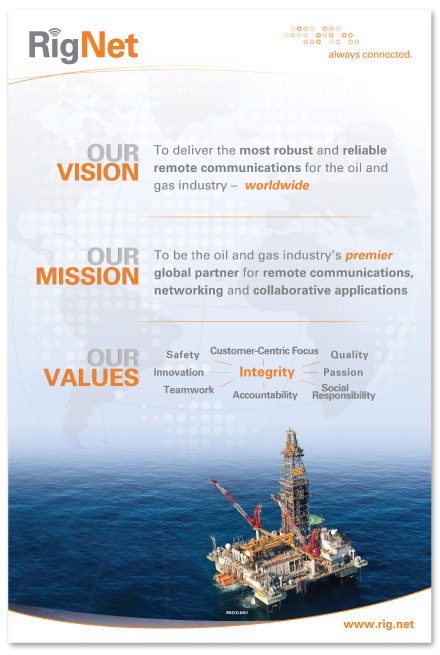 RigNet
always connected.
OUR
VISION
To deliver the most robust and reliable
remote communications for the oil and
gas industry – worldwide
OUR
MISSION
To be the oil and gas industry's premier
global partner for remote communications,
networking and collaborative applications
OUR
VALUES
Customer-Centric Focus
Safety
Quality
Innovation
Integrity
Passion
Teamwork
Accountability
Social
Responsibility
www.rig.net